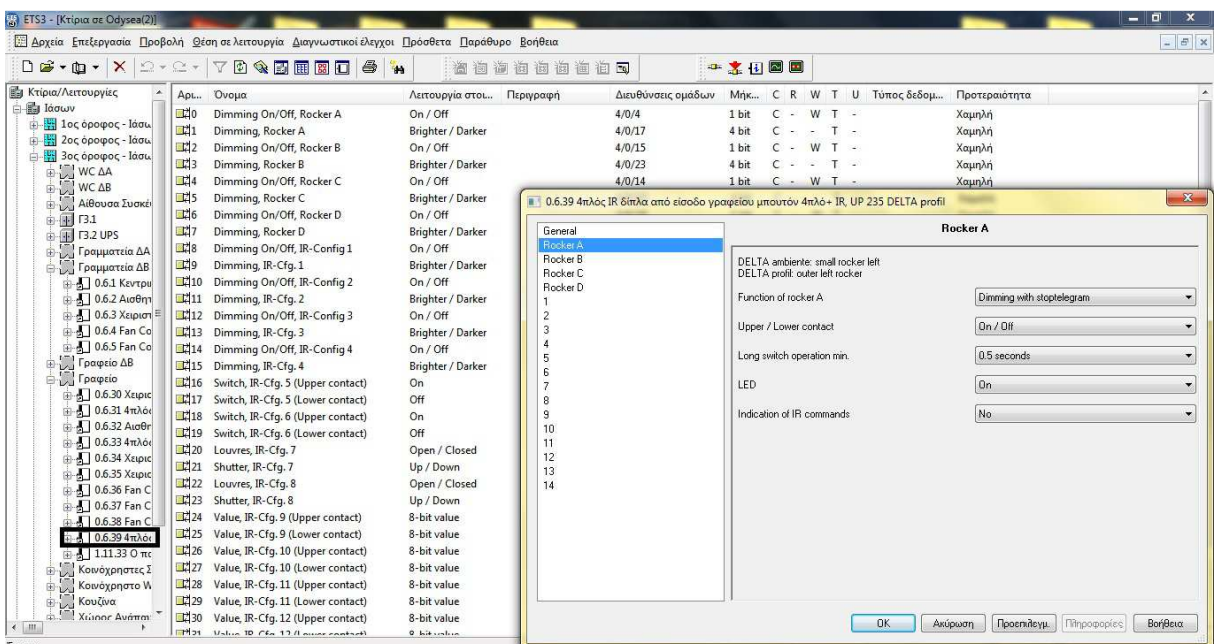 ETS3 - [Κτίρια σε Odysea(2)]
Αρχεία Επεξεργασία Προβολή Θέση σε λειτουργία Διαγνωστικοί έλεγχοι Πρόσθετα Παράθυρο Βοήθεια
Κτίρια/Λειτουργίες
Ιάσων
1ος όροφος - Ιάσω
2ος όροφος - Ιάσω
3ος όροφος - Ιάσω
WC ΔΑ
WC ΔΒ
Αίθουσα Συσκέ
Γ3.1
Γ3.2 UPS
Γραμματεία ΔΑ
Γραμματεία ΔΒ
0.6.1 Κεντρι
0.6.2 Αισθητ
0.6.3 Χειριστ
0.6.4 Fan Co
0.6.5 Fan Co
Γραφείο ΔΒ
Γραφείο
0.6.30 Χειρισ
0.6.31 4πλός
0.6.32 Αισθη
0.6.33 4πλός
0.6.34 Χειρισ
0.6.35 Χειρισ
0.6.36 Fan C
0.6.37 Fan C
0.6.38 Fan C
0.6.39 4πλός
1.11.33 Ο πο
Κοινόχρηστες Σ
Κοινόχρηστο W
Κουζίνα
Χώρος Αναπαι
Αρι... Όνομα Λειτουργία στοι... Περιγραφή Διευθύνσεις ομάδων Μήκ... C R W T U Τύπος δεδομ... Προτεραιότητα
0 Dimming On/Off, Rocker A On / Off 4/0/4 1 bit C - W T - Χαμηλή
1 Dimming, Rocker A Brighter / Darker 4/0/17 4 bit C - - T - Χαμηλή
2 Dimming On/Off, Rocker B On / Off 4/0/15 1 bit C - W T - Χαμηλή
3 Dimming, Rocker B Brighter / Darker 4/0/23 4 bit C - - T - Χαμηλή
4 Dimming On/Off, Rocker C On / Off 4/0/14 1 bit C - W T - Χαμηλή
5 Dimming, Rocker C Brighter / Darker
6 Dimming On/Off, Rocker D On / Off
7 Dimming, Rocker D Brighter / Darker
8 Dimming On/Off, IR-Config 1 On / Off
9 Dimming, IR-Cfg. 1 Brighter / Darker
10 Dimming On/Off, IR-Config 2 On / Off
11 Dimming, IR-Cfg. 2 Brighter / Darker
12 Dimming On/Off, IR-Config 3 On / Off
13 Dimming, IR-Cfg. 3 Brighter / Darker
14 Dimming On/Off, IR-Config 4 On / Off
15 Dimming, IR-Cfg. 4 Brighter / Darker
16 Switch, IR-Cfg. 5 (Upper contact) On
17 Switch, IR-Cfg. 5 (Lower contact) Off
18 Switch, IR-Cfg. 6 (Upper contact) On
19 Switch, IR-Cfg. 6 (Lower contact) Off
20 Louvres, IR-Cfg. 7 Open / Closed
21 Shutter, IR-Cfg. 7 Up / Down
22 Louvres, IR-Cfg. 8 Open / Closed
23 Shutter, IR-Cfg. 8 Up / Down
24 Value, IR-Cfg. 9 (Upper contact) 8-bit value
25 Value, IR-Cfg. 9 (Lower contact) 8-bit value
26 Value, IR-Cfg. 10 (Upper contact) 8-bit value
27 Value, IR-Cfg. 10 (Lower contact) 8-bit value
28 Value, IR-Cfg. 11 (Upper contact) 8-bit value
29 Value, IR-Cfg. 11 (Lower contact) 8-bit value
30 Value, IR-Cfg. 12 (Upper contact) 8-bit value
31 Value, IR-Cfg. 12 (Lower contact) 8-bit value
0.6.39 4πλός IR δίπλα από είσοδο γραφείου μπουτόν 4πλό+ IR, UP 235 DELTA profil
General
Rocker A
Rocker B
Rocker C
Rocker D
1
2
3
4
5
6
7
8
9
10
11
12
13
14
Rocker A
DELTA ambiente: small rocker left
DELTA profil: outer left rocker
Function of rocker A Dimming with stoptelegram
Upper / Lower contact On / Off
Long switch operation min. 0.5 seconds
LED On
Indication of IR commands No
OK Ακύρωση Προεπιλεγμ. Πληροφορίες Βοήθεια